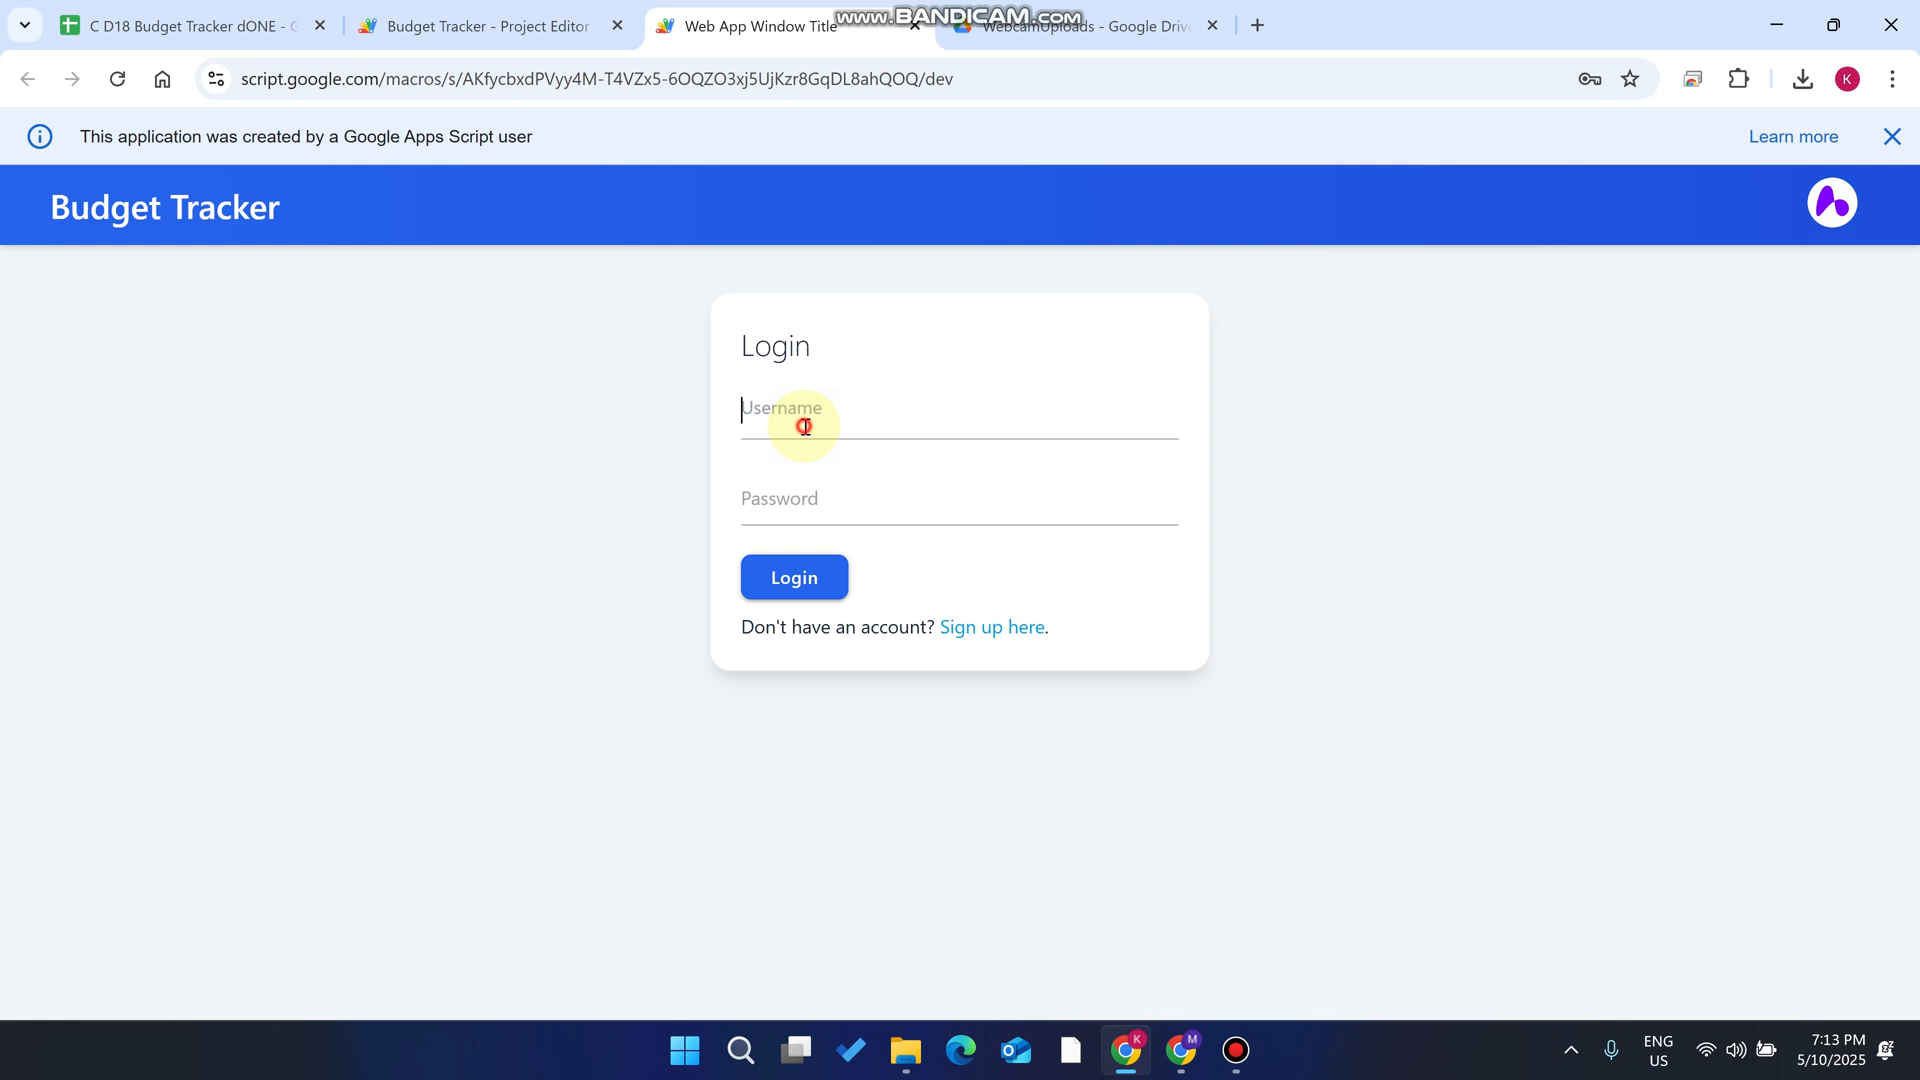 C D18 Budget Tracker dONE - G
Budget Tracker - Project Editor
Web App Window Title
www.BANDICAM.com
WebcamUploads - Google Driv
script.google.com/macros/s/AKfycbxdPVyy4M-T4VZx5-6OQZO3xj5UjKzr8GqDL8ahQOQ/dev
K
This application was created by a Google Apps Script user
Learn more
Budget Tracker
Login
Username
Password
Login
Don't have an account? Sign up here.
K
M
ENG
US
7:13 PM
5/10/2025